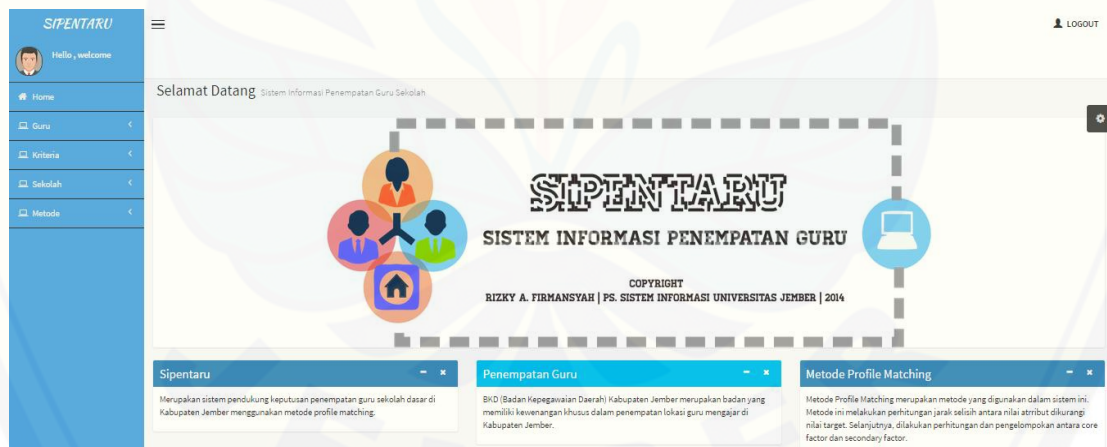 SIPENTARU
LOGOUT
Hello , welcome
Home
Guru
Kriteria
Sekolah
Metode
Selamat Datang Sistem Informasi Penempatan Guru Sekolah
SIPENTARU
SISTEM INFORMASI PENEMPATAN GURU
COPYRIGHT
RIZKY A. FIRMANSYAH | PS. SISTEM INFORMASI UNIVERSITAS JEMBER | 2014
Sipentaru
Merupakan sistem pendukung keputusan penempatan guru sekolah dasar di
Kabupaten Jember menggunakan metode profile matching.
Penempatan Guru
BKD (Badan Kepegawaian Daerah) Kabupaten Jember merupakan badan yang
memiliki kewenangan khusus dalam penempatan lokasi guru mengajar di
Kabupaten Jember.
Metode Profile Matching
Metode Profile Matching merupakan metode yang digunakan dalam sistem ini.
Metode ini melakukan perhitungan jarak selisih antara nilai atrribut dikurangi
nilai target. Selanjutnya, dilakukan perhitungan dan pengelompokan antara core
factor dan secondary factor.